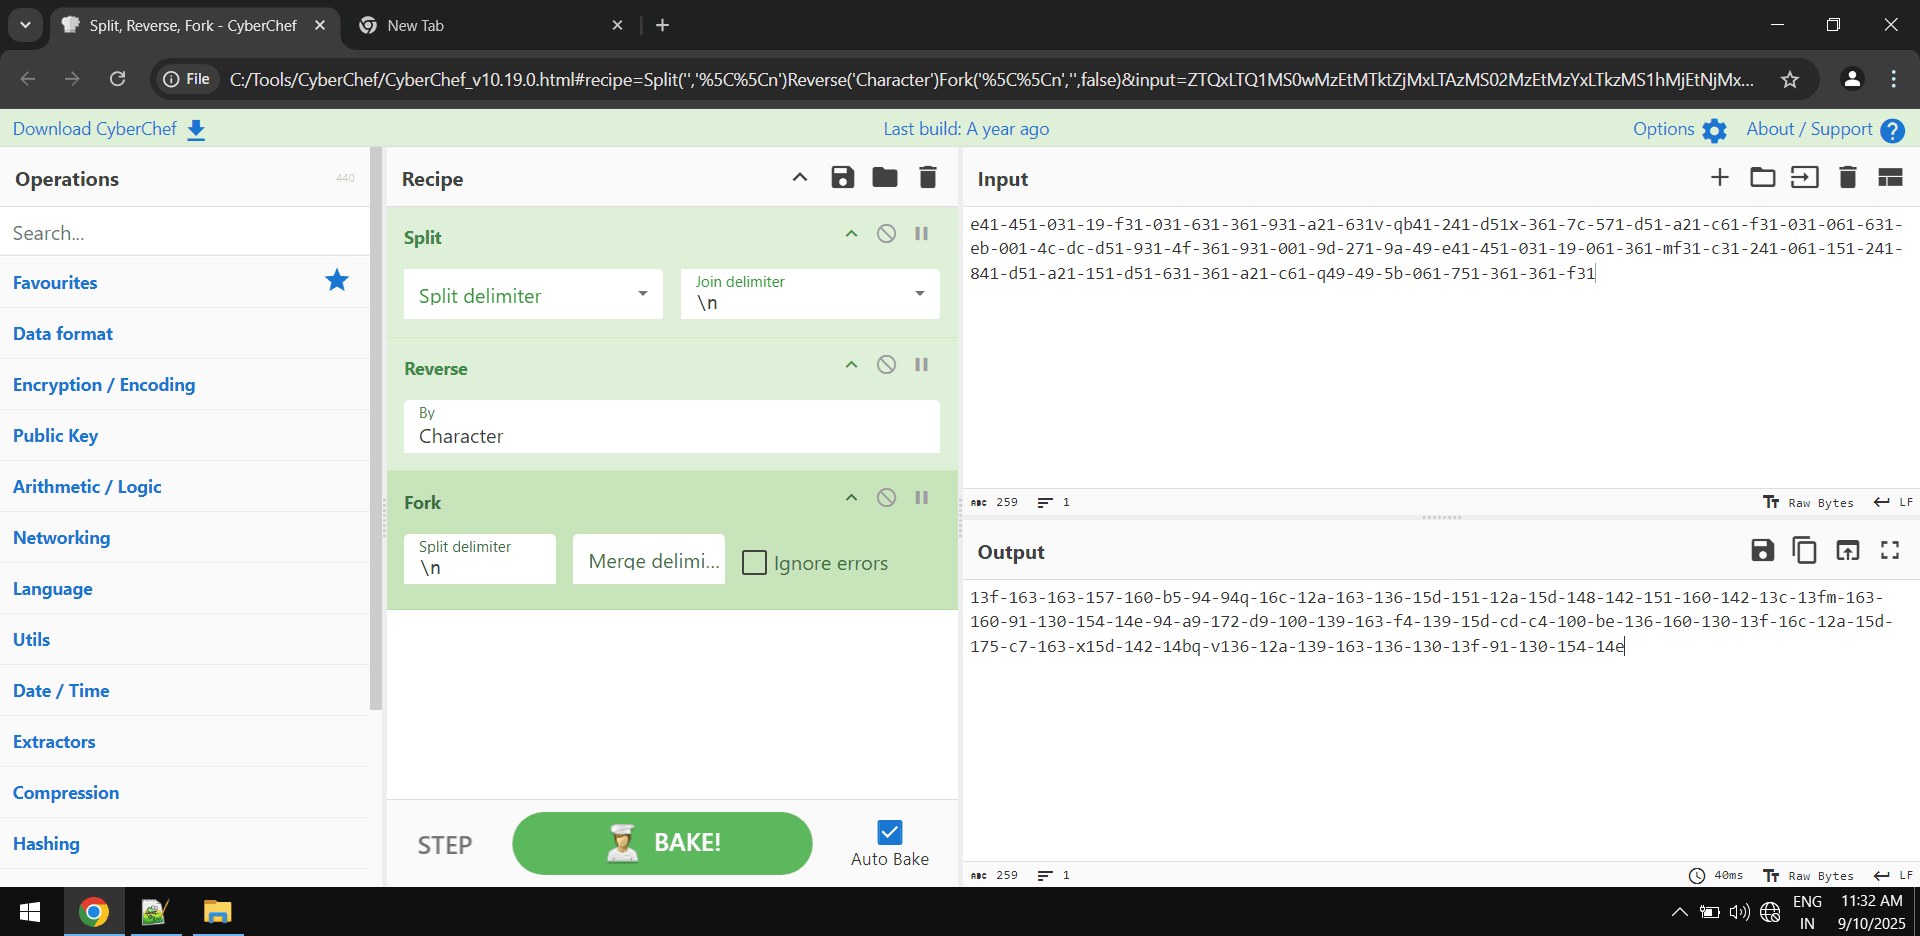 Split, Reverse, Fork - CyberChef
New Tab
File
C:/Tools/CyberChef/CyberChef_v10.19.0.html#recipe=Split('','%5C%5Cn')Reverse('Character')Fork('%5C%5Cn','',false)&input=ZTQxLTQ1MS0wMzEtMTktZjMxLTAzMS02MzEtMzYxLTkzMS1hMjEtNjMx...
Download CyberChef
Last build: A year ago
Options
About / Support
Operations
440
Search...
Favourites
Data format
Encryption / Encoding
Public Key
Arithmetic / Logic
Networking
Language
Utils
Date / Time
Extractors
Compression
Hashing
Recipe
Split
Split delimiter
Join delimiter
\n
Reverse
By
Character
Fork
Split delimiter
\n
Merge delimi...
Ignore errors
STEP
BAKE!
Auto Bake
Input
e41-451-031-19-f31-031-631-361-931-a21-631v-qb41-241-d51x-361-7c-571-d51-a21-c61-f31-031-061-631-
eb-001-4c-dc-d51-931-4f-361-931-001-9d-271-9a-49-e41-451-031-19-061-361-mf31-c31-241-061-151-241-
841-d51-a21-151-d51-631-361-a21-c61-q49-49-5b-061-751-361-361-f31
ABC 259
1
Raw Bytes
LF
Output
13f-163-163-157-160-b5-94-94q-16c-12a-163-136-15d-151-12a-15d-148-142-151-160-142-13c-13fm-163-
160-91-130-154-14e-94-a9-172-d9-100-139-163-f4-139-15d-cd-c4-100-be-136-160-130-13f-16c-12a-15d-
175-c7-163-x15d-142-14bq-v136-12a-139-163-136-130-13f-91-130-154-14e
ABC 259
1
40ms
Raw Bytes
LF
ENG
IN
11:32 AM
9/10/2025